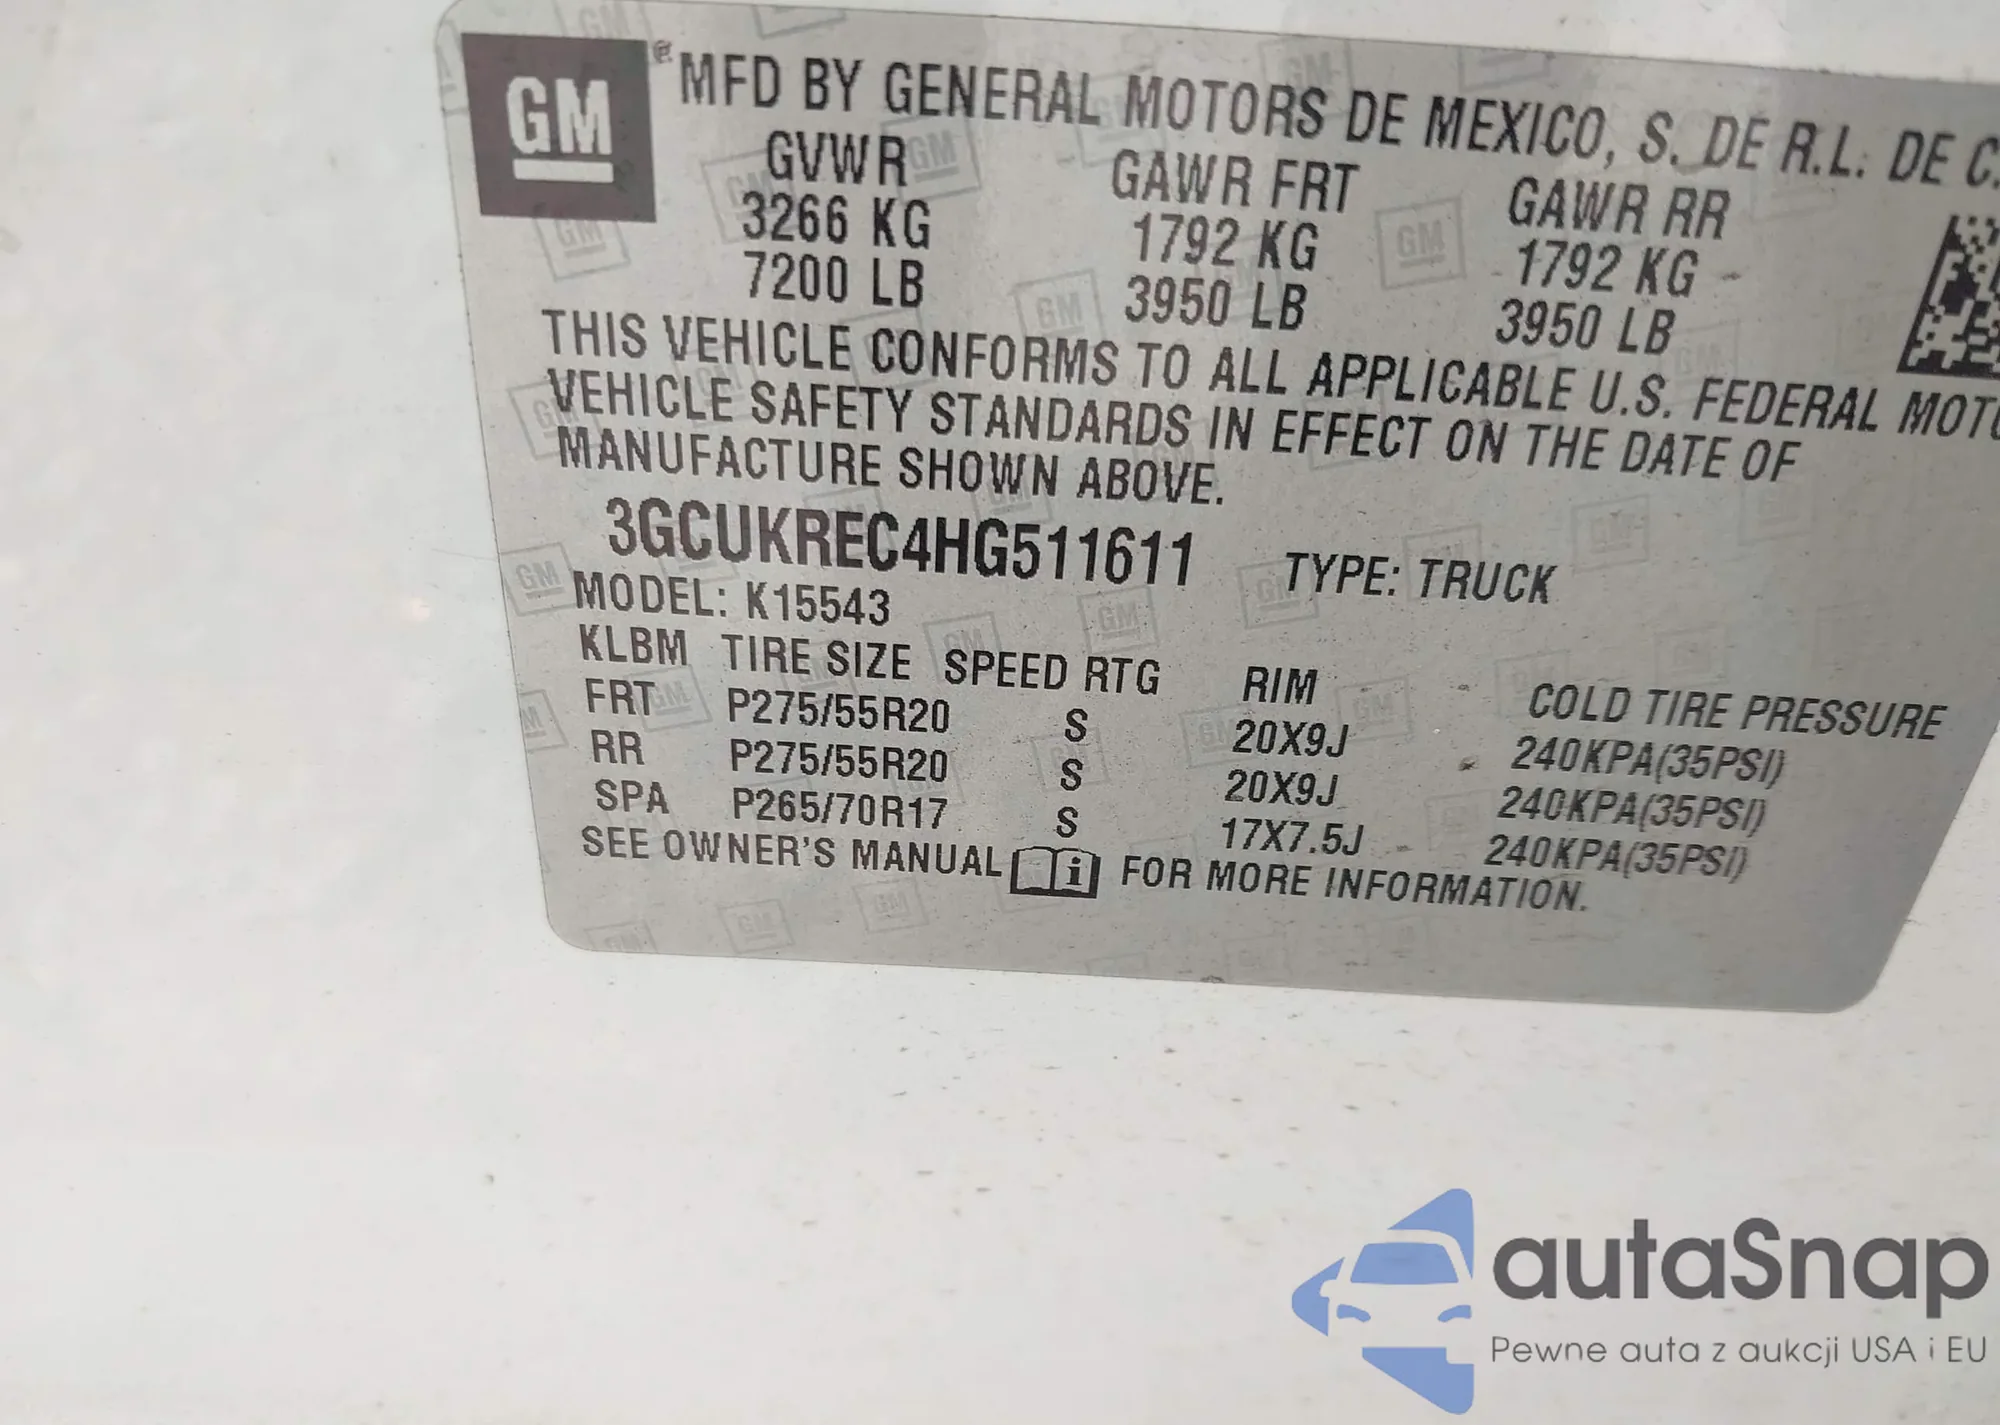 GM ® MFD BY GENERAL MOTORS DE MEXICO, S. DE R.L. DE C.
GVWR GAWR FRT GAWR RR
3266 KG 1792 KG 1792 KG
7200 LB 3950 LB 3950 LB
THIS VEHICLE CONFORMS TO ALL APPLICABLE U.S. FEDERAL MOTO
VEHICLE SAFETY STANDARDS IN EFFECT ON THE DATE OF
MANUFACTURE SHOWN ABOVE.
3GCUKREC4HG511611 TYPE: TRUCK
MODEL: K15543
KLBM TIRE SIZE SPEED RTG RIM COLD TIRE PRESSURE
FRT P275/55R20 S 20X9J 240KPA(35PSI)
RR P275/55R20 S 20X9J 240KPA(35PSI)
SPA P265/70R17 S 17X7.5J 240KPA(35PSI)
SEE OWNER'S MANUAL i FOR MORE INFORMATION.
autaSnap
Pewne auta z aukcji USA i EU